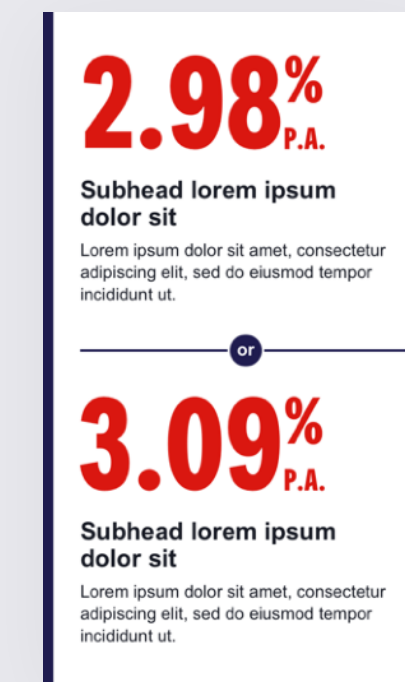 2.98% P.A.
Subhead lorem ipsum
dolor sit
Lorem ipsum dolor sit amet, consectetur
adipiscing elit, sed do eiusmod tempor
incididunt ut.
or
3.09% P.A.
Subhead lorem ipsum
dolor sit
Lorem ipsum dolor sit amet, consectetur
adipiscing elit, sed do eiusmod tempor
incididunt ut.